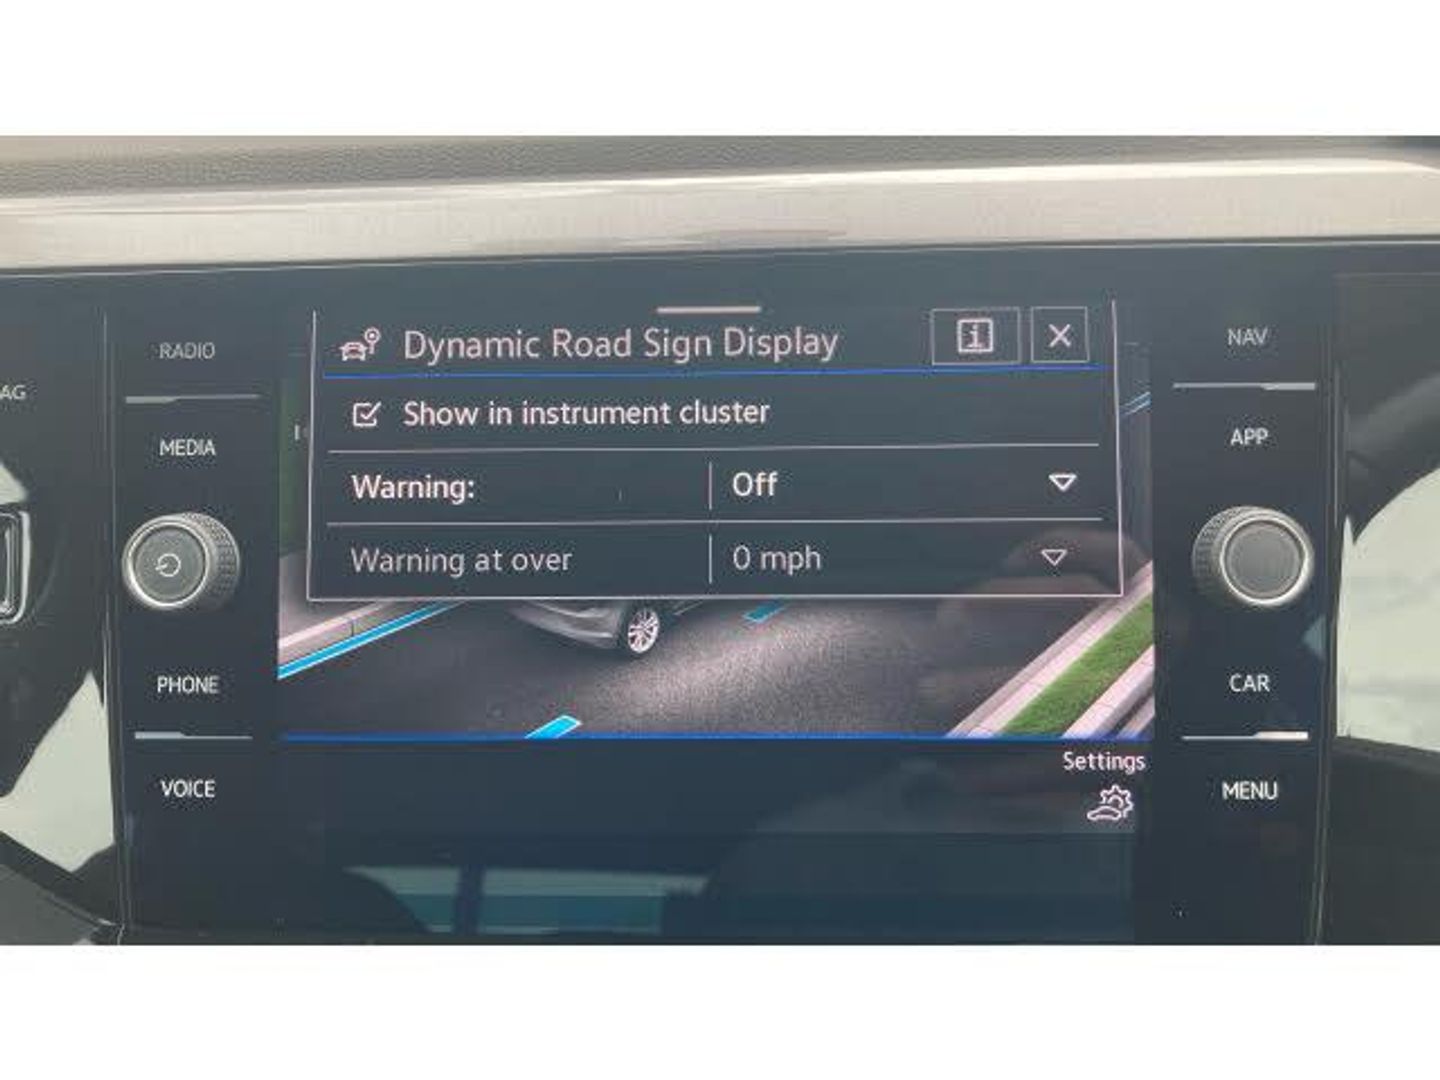 AG
RADIO
MEDIA
PHONE
VOICE
Dynamic Road Sign Display
i
Show in instrument cluster
Warning: Off
Warning at over 0 mph
Settings
NAV
APP
CAR
MENU